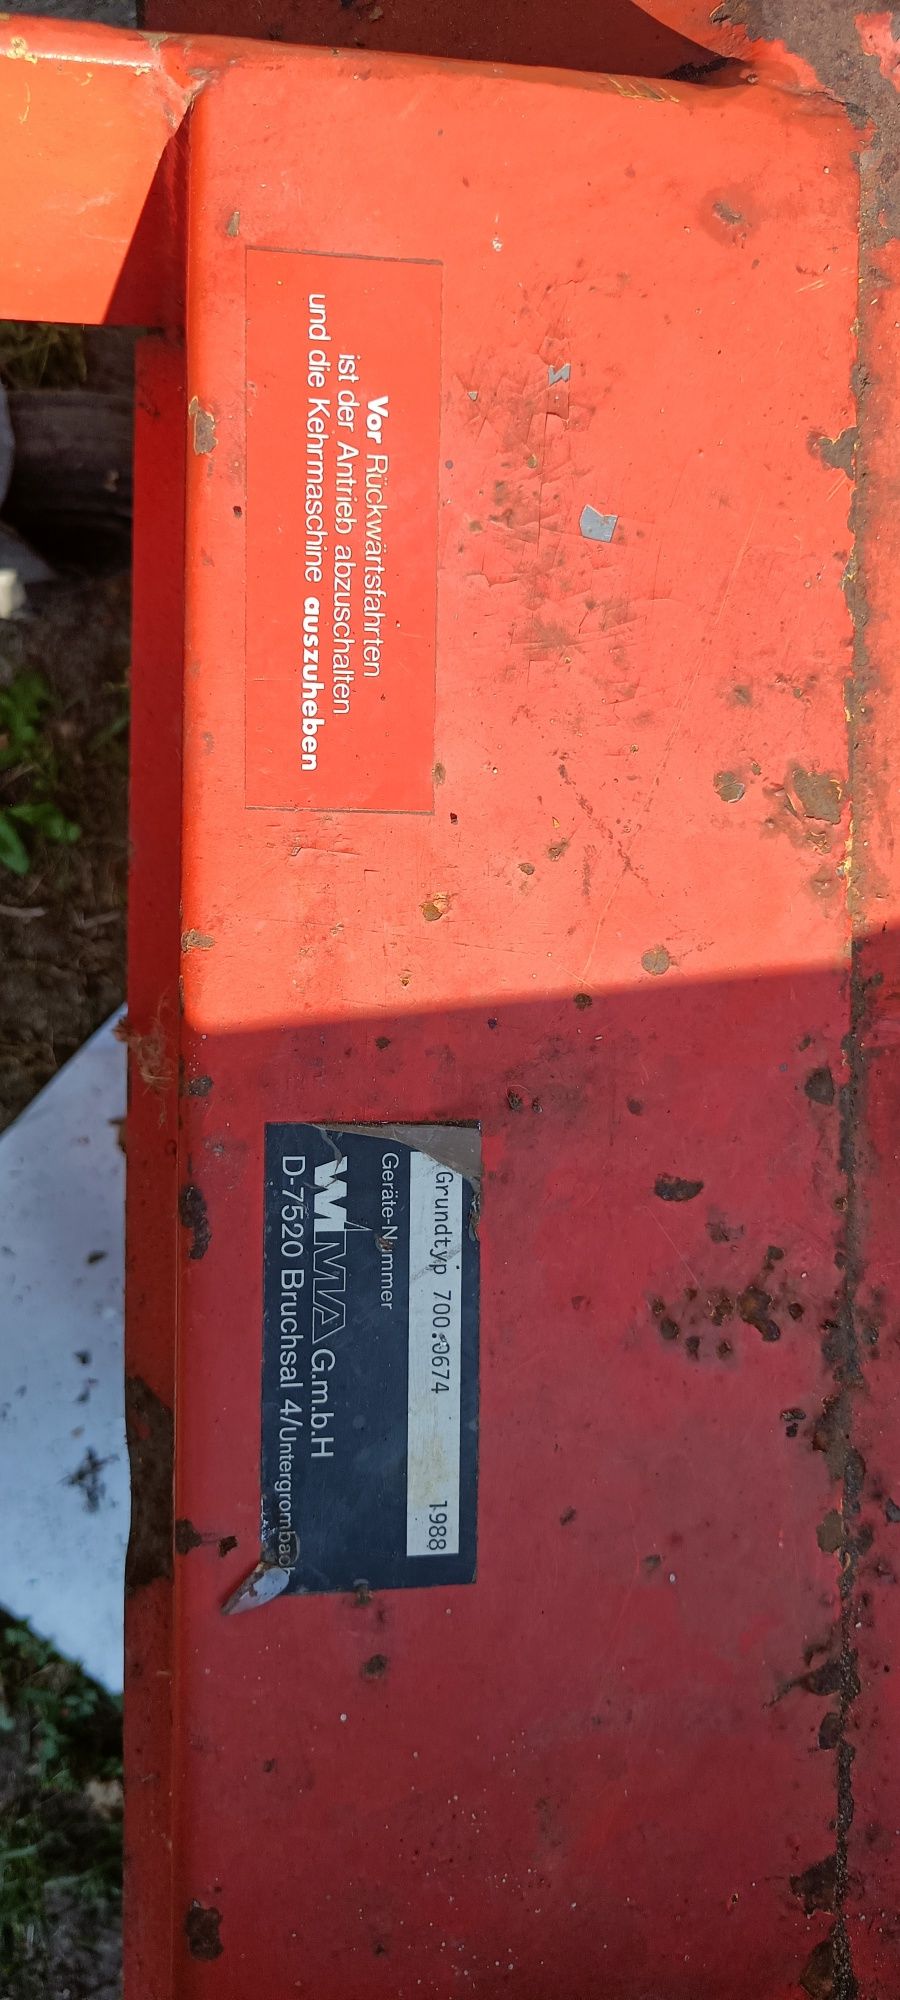 Vor Rückwärtsfahrten
ist der Antrieb abzuschalten
und die Kehrmaschine auszuheben
Grundtyp 700.0674 1988
Geräte-Nummer
WIMA G.m.b.H
D-7520 Bruchsal 4/Untergrombach